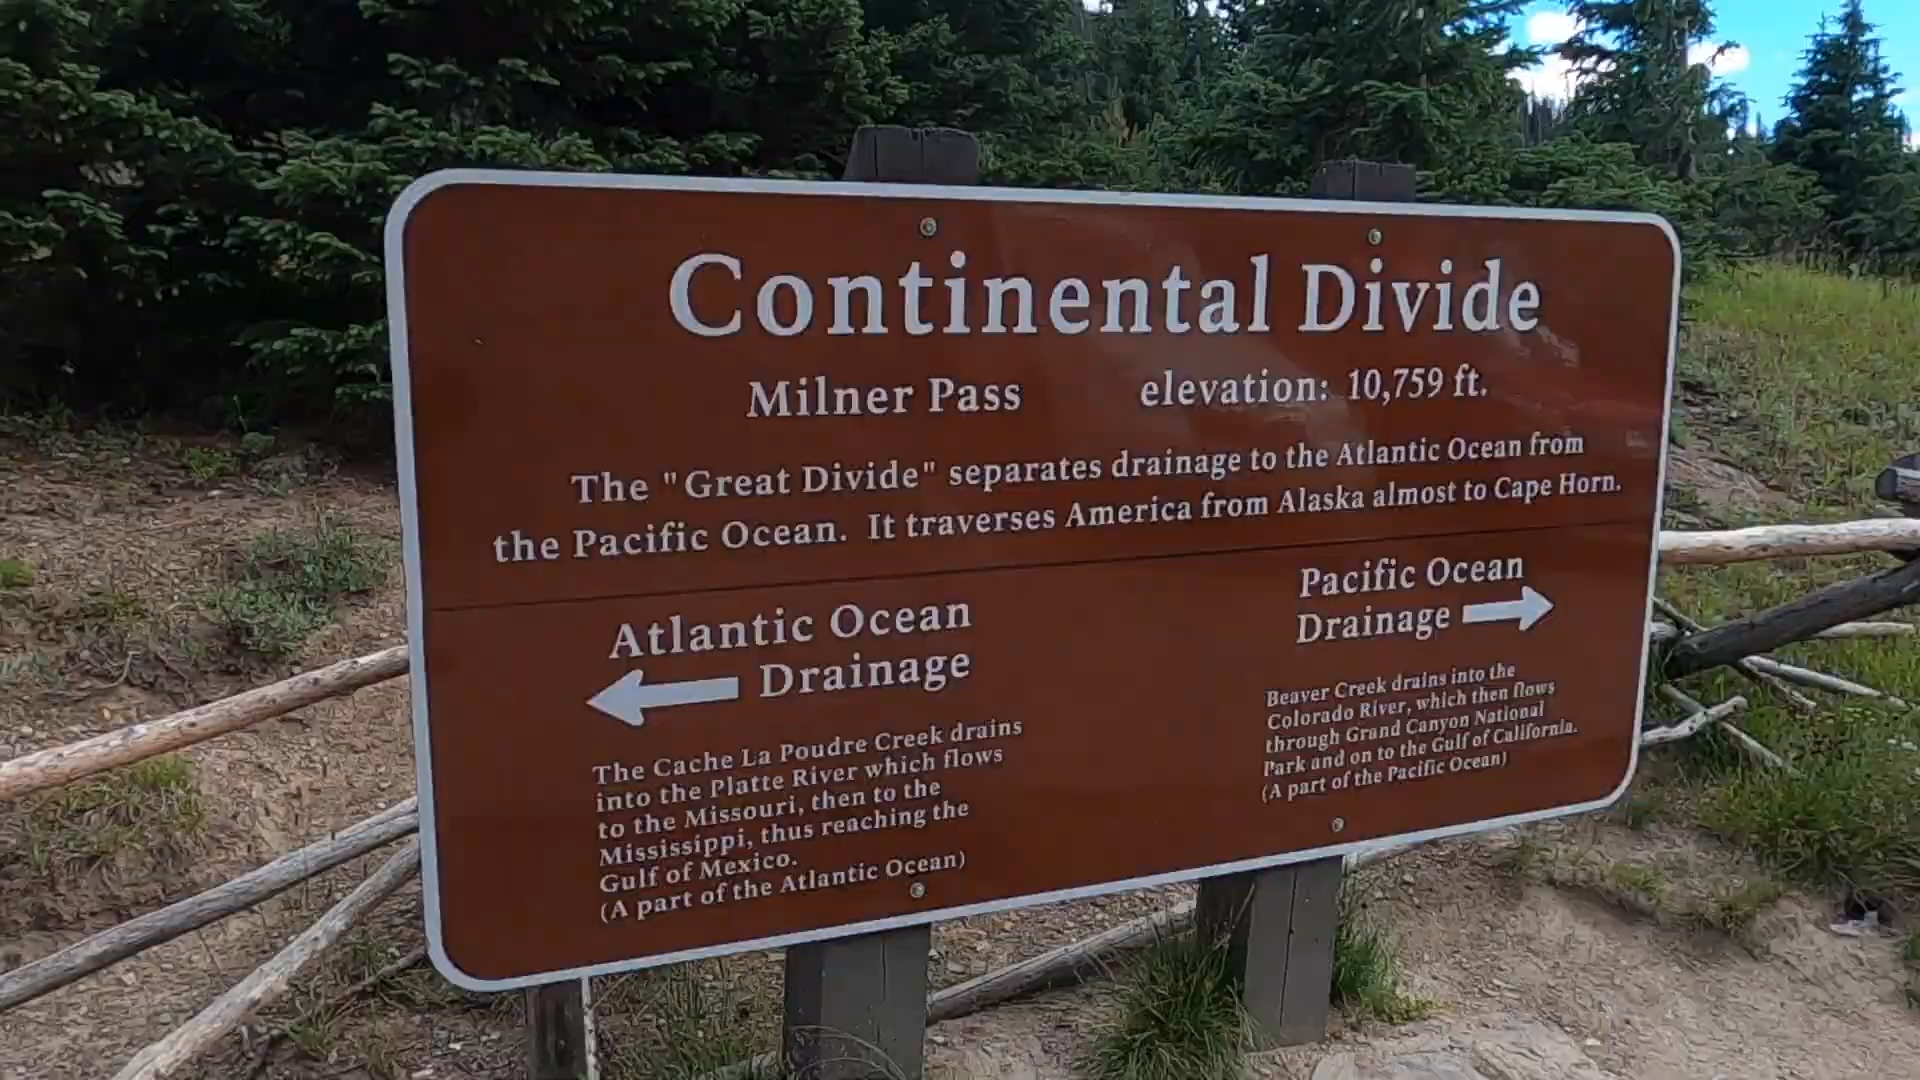 Continental Divide
Milner Pass elevation: 10,759 ft.
The "Great Divide" separates drainage to the Atlantic Ocean from
the Pacific Ocean. It traverses America from Alaska almost to Cape Horn.
Atlantic Ocean
Drainage
The Cache La Poudre Creek drains
into the Platte River which flows
to the Missouri, then to the
Mississippi, thus reaching the
Gulf of Mexico.
(A part of the Atlantic Ocean)
Pacific Ocean
Drainage
Beaver Creek drains into the
Colorado River, which then flows
through Grand Canyon National
Park and on to the Gulf of California.
(A part of the Pacific Ocean)